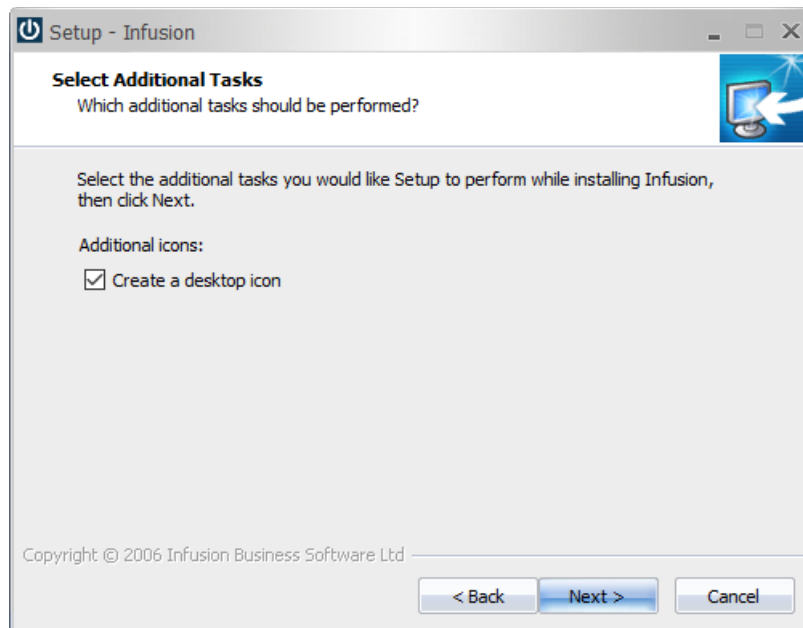 Setup - Infusion
Select Additional Tasks
Which additional tasks should be performed?
Select the additional tasks you would like Setup to perform while installing Infusion,
then click Next.
Additional icons:
Create a desktop icon
Copyright © 2006 Infusion Business Software Ltd
< Back
Next >
Cancel